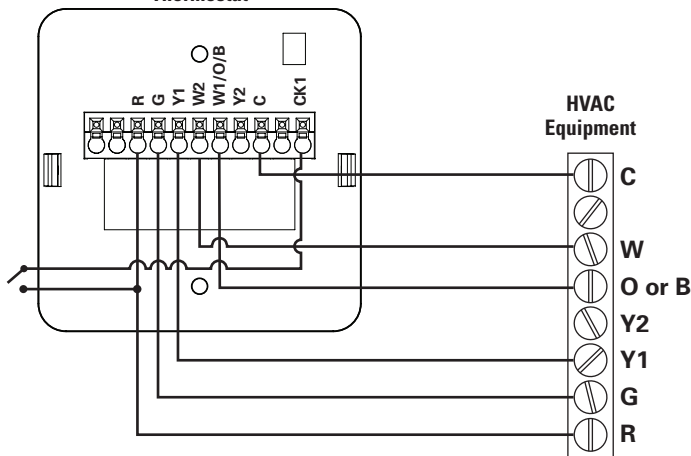 Thermostat
R
G
Y1
W2
W1/O/B
Y2
C
CK1
HVAC
Equipment
C
W
O or B
Y2
Y1
G
R